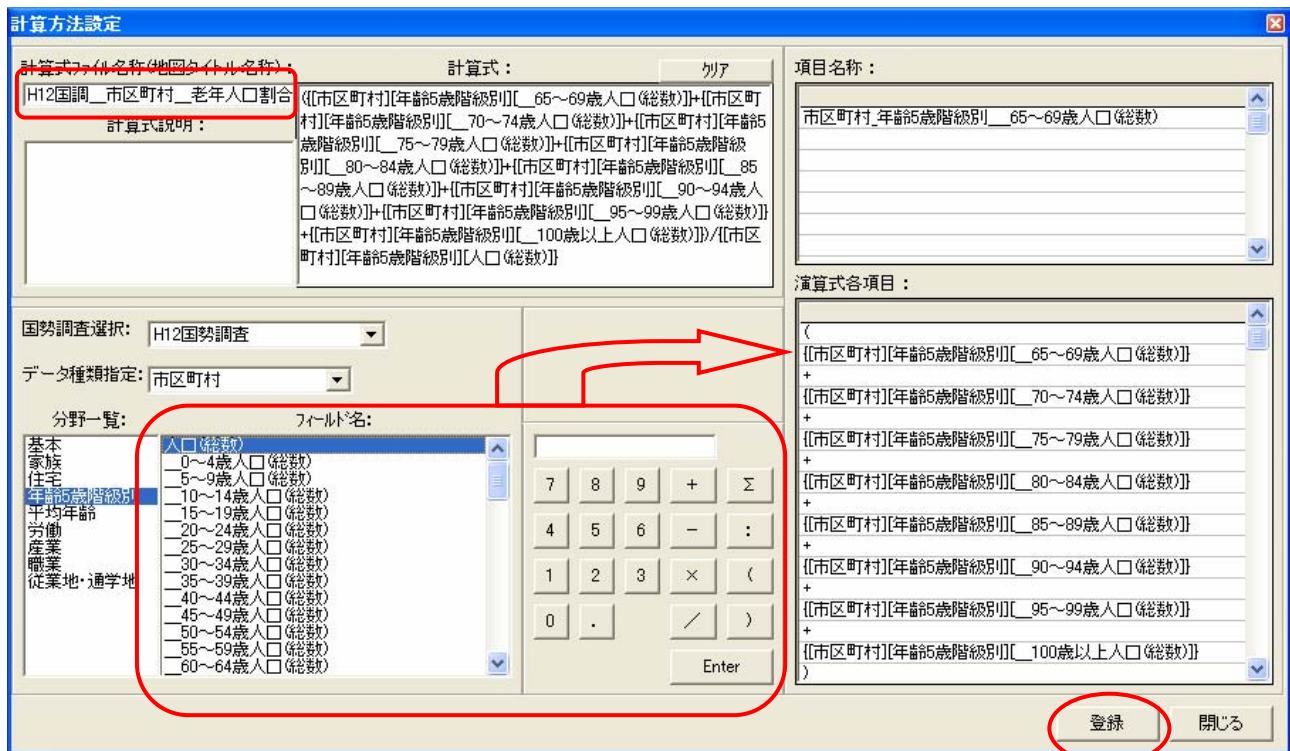 計算方法設定
計算式ファイル名称(地図タイトル名称)：
H12国調__市区町村__老年人口割合
計算式説明：
計算式：
クリア
({[市区町村][年齢5歳階級別][__65～69歳人口(総数)]}+{[市区町
村][年齢5歳階級別][__70～74歳人口(総数)]}+{[市区町村][年齢5
歳階級別][__75～79歳人口(総数)]}+{[市区町村][年齢5歳階級
別][__80～84歳人口(総数)]}+{[市区町村][年齢5歳階級別][__85
～89歳人口(総数)]}+{[市区町村][年齢5歳階級別][__90～94歳人
口(総数)]}+{[市区町村][年齢5歳階級別][__95～99歳人口(総数)]}
+{[市区町村][年齢5歳階級別][__100歳以上人口(総数)]})/{[市区
町村][年齢5歳階級別][人口(総数)]}
項目名称：
市区町村_年齢5歳階級別___65～69歳人口(総数)
演算式各項目：
(
{[市区町村][年齢5歳階級別][__65～69歳人口(総数)]}
+
{[市区町村][年齢5歳階級別][__70～74歳人口(総数)]}
+
{[市区町村][年齢5歳階級別][__75～79歳人口(総数)]}
+
{[市区町村][年齢5歳階級別][__80～84歳人口(総数)]}
+
{[市区町村][年齢5歳階級別][__85～89歳人口(総数)]}
+
{[市区町村][年齢5歳階級別][__90～94歳人口(総数)]}
+
{[市区町村][年齢5歳階級別][__95～99歳人口(総数)]}
+
{[市区町村][年齢5歳階級別][__100歳以上人口(総数)]}
)
国勢調査選択: H12国勢調査
データ種類指定: 市区町村
分野一覧:
基本
家族
住宅
年齢5歳階級別
平均年齢
労働
産業
職業
従業地・通学地
フィールド名:
人口(総数)
__0～4歳人口(総数)
__5～9歳人口(総数)
__10～14歳人口(総数)
__15～19歳人口(総数)
__20～24歳人口(総数)
__25～29歳人口(総数)
__30～34歳人口(総数)
__35～39歳人口(総数)
__40～44歳人口(総数)
__45～49歳人口(総数)
__50～54歳人口(総数)
__55～59歳人口(総数)
__60～64歳人口(総数)
7 8 9 + Σ
4 5 6 － :
1 2 3 × (
0 . ／ )
Enter
登録 閉じる